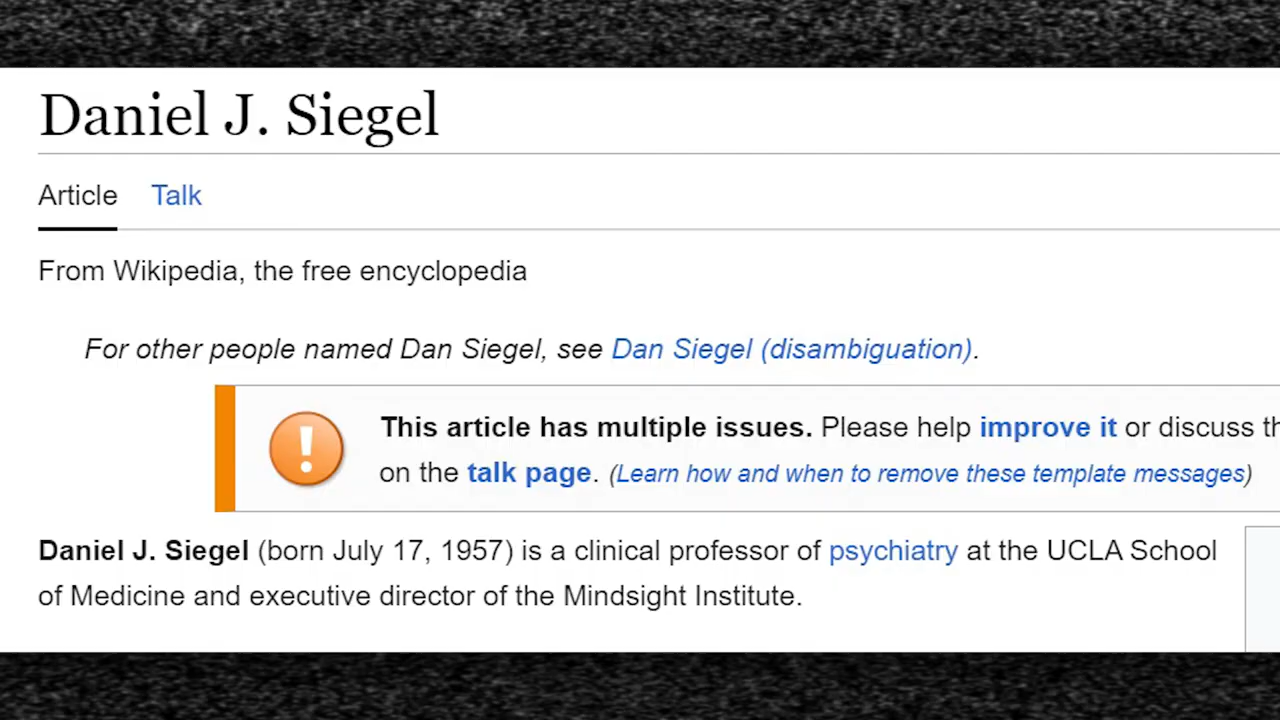 Daniel J. Siegel
Article Talk
From Wikipedia, the free encyclopedia
For other people named Dan Siegel, see Dan Siegel (disambiguation).
This article has multiple issues. Please help improve it or discuss th
on the talk page. (Learn how and when to remove these template messages)
Daniel J. Siegel (born July 17, 1957) is a clinical professor of psychiatry at the UCLA School
of Medicine and executive director of the Mindsight Institute.